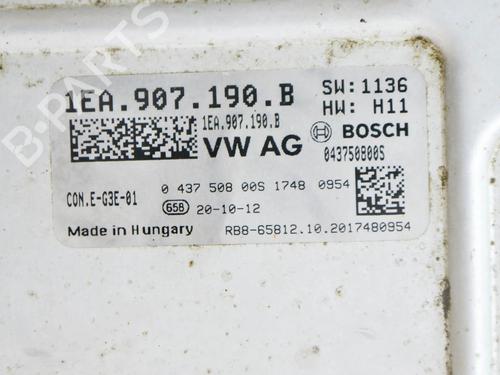 B-PARTS
1EA.907.190.B
SW:1136
HW: H11
1EA.907.190.B
VW AG
BOSCH
043750800S
CON.E-G3E-01
0 437 508 00S 1748 0954
65B
20-10-12
Made in Hungary
RB8-65812.10.2017480954